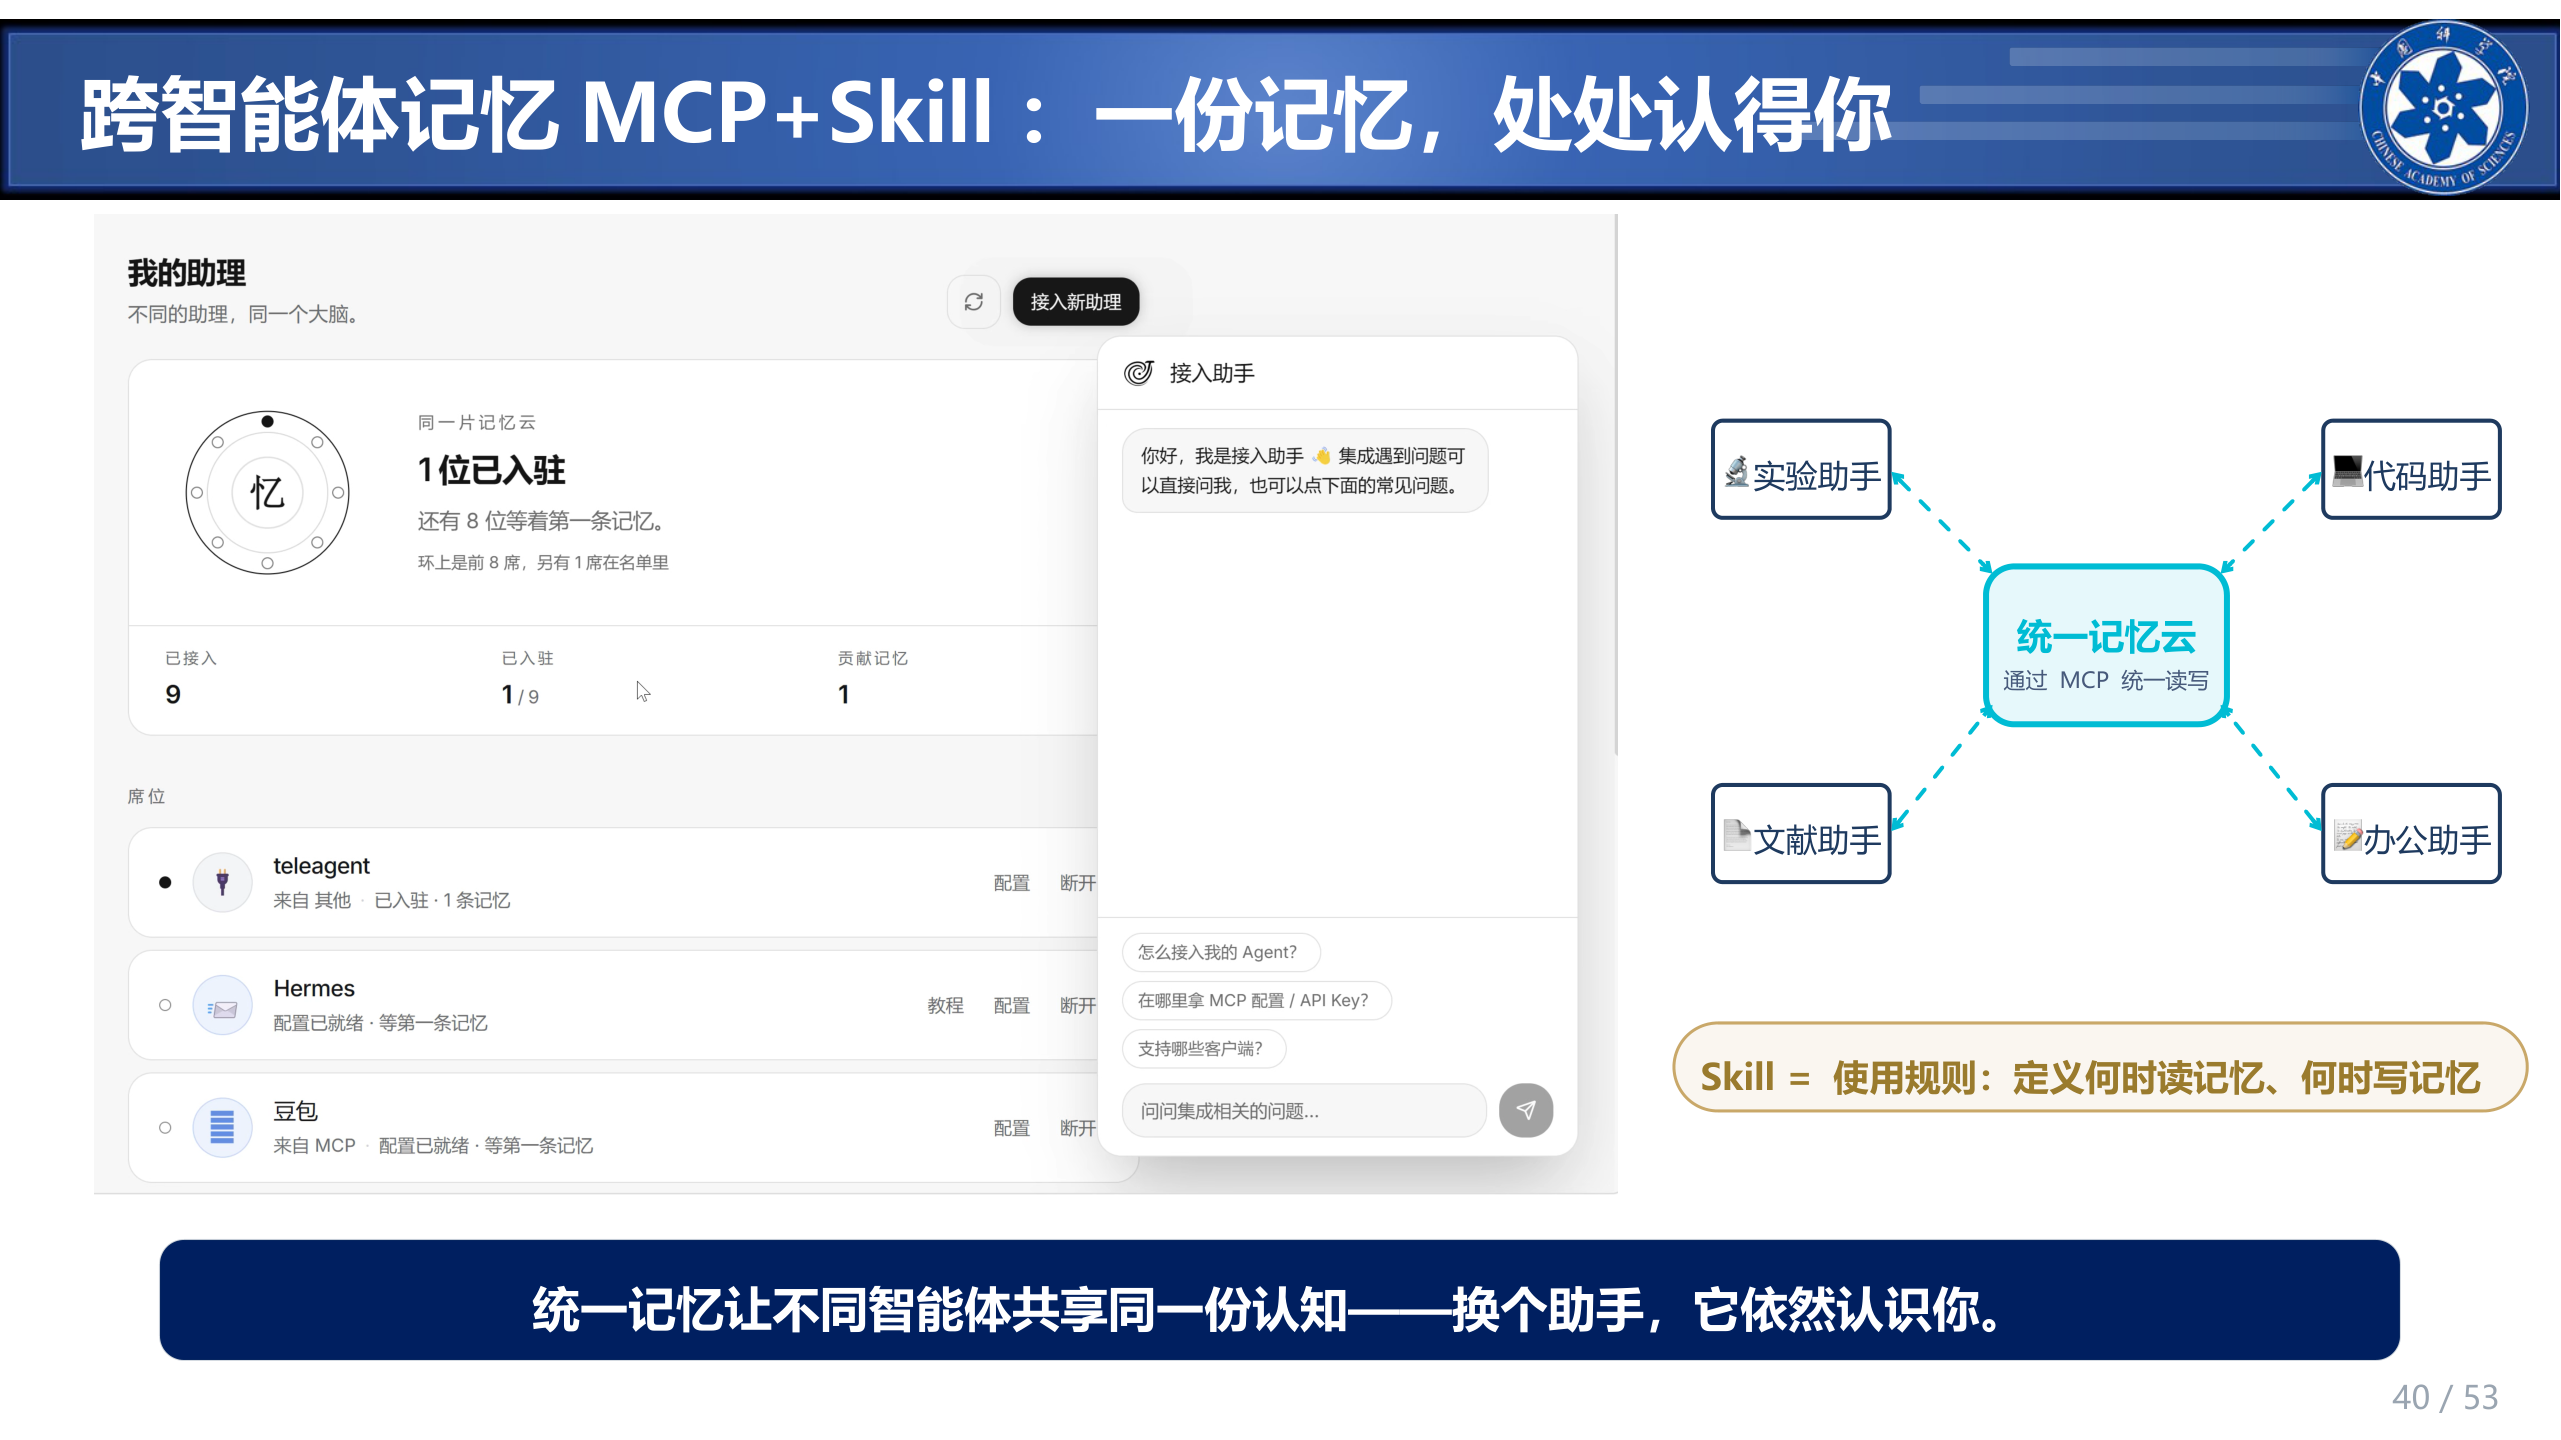 跨智能体记忆 MCP+Skill ：一份记忆，处处认得你
中国科学院
CHINESE ACADEMY OF SCIENCES
我的助理
不同的助理，同一个大脑。
接入新助理
忆
同一片记忆云
1 位已入驻
还有 8 位等着第一条记忆。
环上是前 8 席，另有 1 席在名单里
已接入
9
已入驻
1 / 9
贡献记忆
1
席位
teleagent
来自 其他 · 已入驻 · 1 条记忆
配置 断开
Hermes
配置已就绪 · 等第一条记忆
教程 配置 断开
豆包
来自 MCP · 配置已就绪 · 等第一条记忆
配置 断开
接入助手
你好，我是接入助手 👋 集成遇到问题可
以直接问我，也可以点下面的常见问题。
怎么接入我的 Agent？
在哪里拿 MCP 配置 / API Key？
支持哪些客户端？
问问集成相关的问题...
实验助手
代码助手
统一记忆云
通过 MCP 统一读写
文献助手
办公助手
Skill = 使用规则：定义何时读记忆、何时写记忆
统一记忆让不同智能体共享同一份认知——换个助手，它依然认识你。
40 / 53